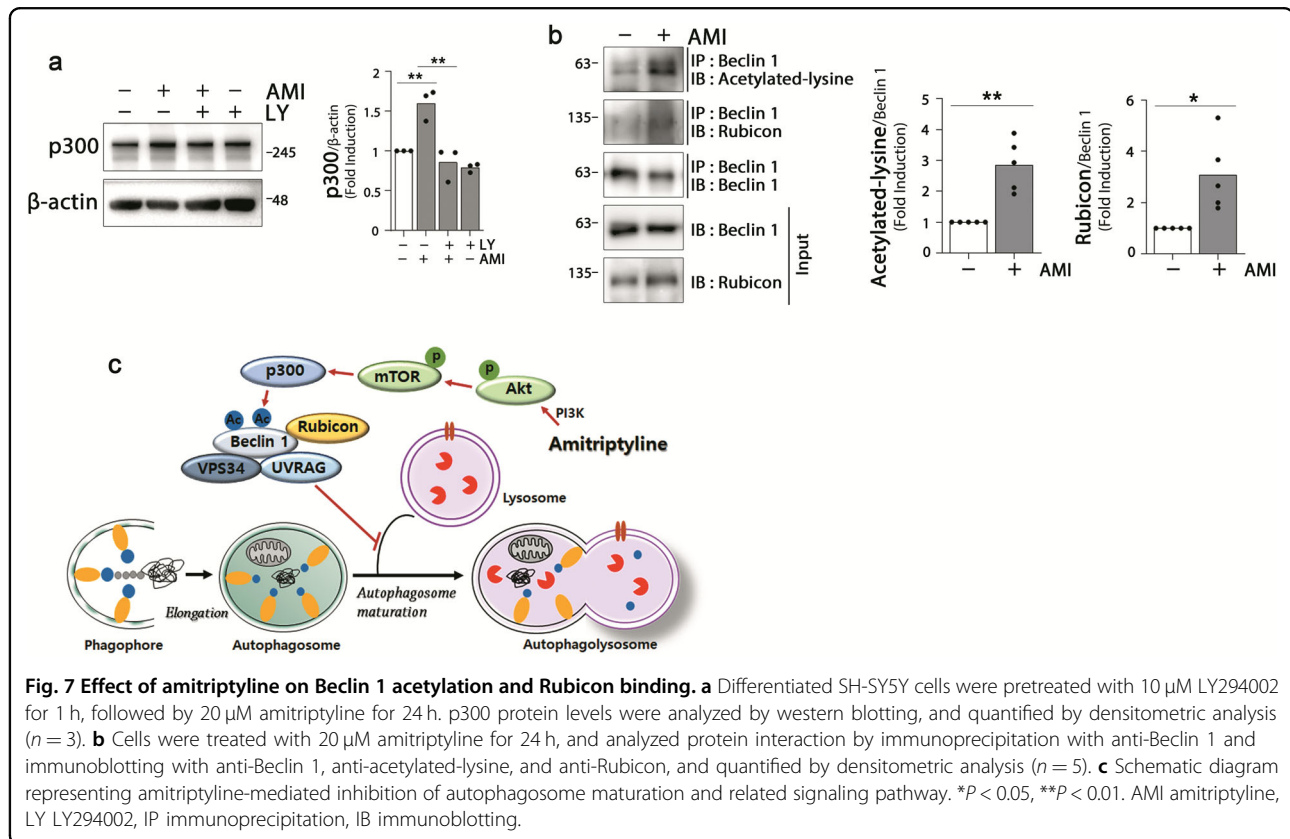 a
− + + − AMI
− − + + LY
p300
-245
β-actin
-48
p300/β-actin
(Fold Induction)
2
1.5
1
0.5
0
**
**
− − + + LY
− + + − AMI
b
− + AMI
63-
IP : Beclin 1
IB : Acetylated-lysine
135-
IP : Beclin 1
IB : Rubicon
63-
IP : Beclin 1
IB : Beclin 1
63-
IB : Beclin 1
135-
IB : Rubicon
Input
Acetylated-lysine/Beclin 1
(Fold Induction)
5
4
3
2
1
0
**
− + AMI
Rubicon/Beclin 1
(Fold Induction)
6
4
2
0
*
− + AMI
c
p300
mTOR
P
P
Akt
PI3K
Amitriptyline
Ac
Ac
Beclin 1
Rubicon
VPS34
UVRAG
Lysosome
Elongation
Autophagosome
maturation
Phagophore
Autophagosome
Autophagolysosome
Fig. 7 Effect of amitriptyline on Beclin 1 acetylation and Rubicon binding. a Differentiated SH-SY5Y cells were pretreated with 10 μM LY294002
for 1 h, followed by 20 μM amitriptyline for 24 h. p300 protein levels were analyzed by western blotting, and quantified by densitometric analysis
(n = 3). b Cells were treated with 20 μM amitriptyline for 24 h, and analyzed protein interaction by immunoprecipitation with anti-Beclin 1 and
immunoblotting with anti-Beclin 1, anti-acetylated-lysine, and anti-Rubicon, and quantified by densitometric analysis (n = 5). c Schematic diagram
representing amitriptyline-mediated inhibition of autophagosome maturation and related signaling pathway. *P < 0.05, **P < 0.01. AMI amitriptyline,
LY LY294002, IP immunoprecipitation, IB immunoblotting.